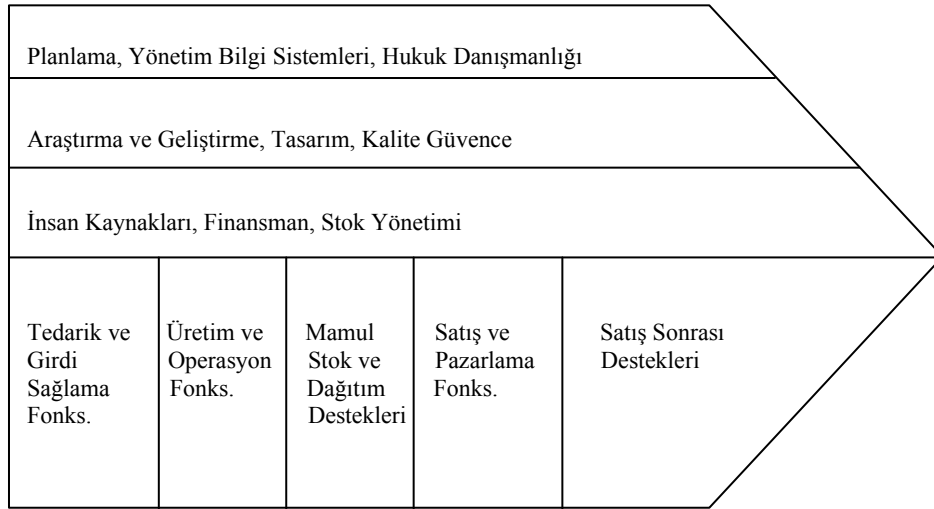 Planlama, Yönetim Bilgi Sistemleri, Hukuk Danışmanlığı
Araştırma ve Geliştirme, Tasarım, Kalite Güvence
İnsan Kaynakları, Finansman, Stok Yönetimi
Tedarik ve
Girdi
Sağlama
Fonks.
Üretim ve
Operasyon
Fonks.
Mamul
Stok ve
Dağıtım
Destekleri
Satış ve
Pazarlama
Fonks.
Satış Sonrası
Destekleri